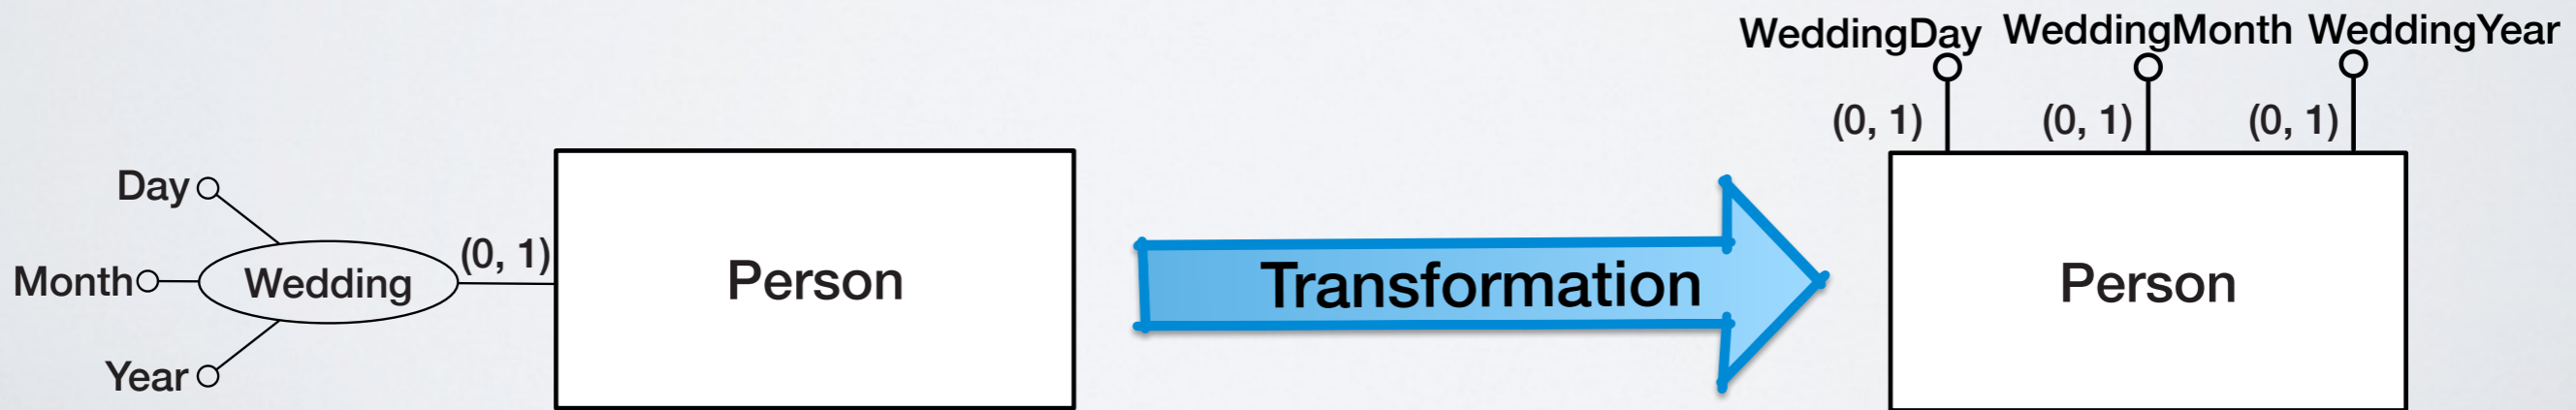 WeddingDay WeddingMonth WeddingYear
(0, 1) (0, 1) (0, 1)
Day
Month
Wedding
(0, 1)
Year
Person
Transformation
Person